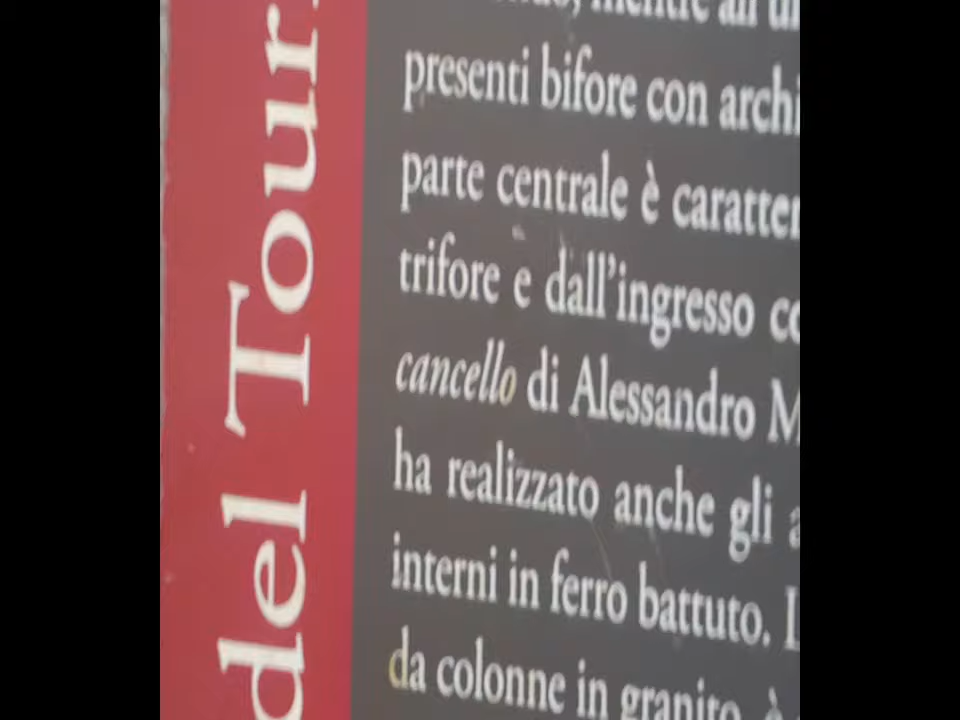 del Tour
presenti bifore con archi
parte centrale è caratter
trifore e dall'ingresso co
cancello di Alessandro M
ha realizzato anche gli a
interni in ferro battuto. L
da colonne in granito, è